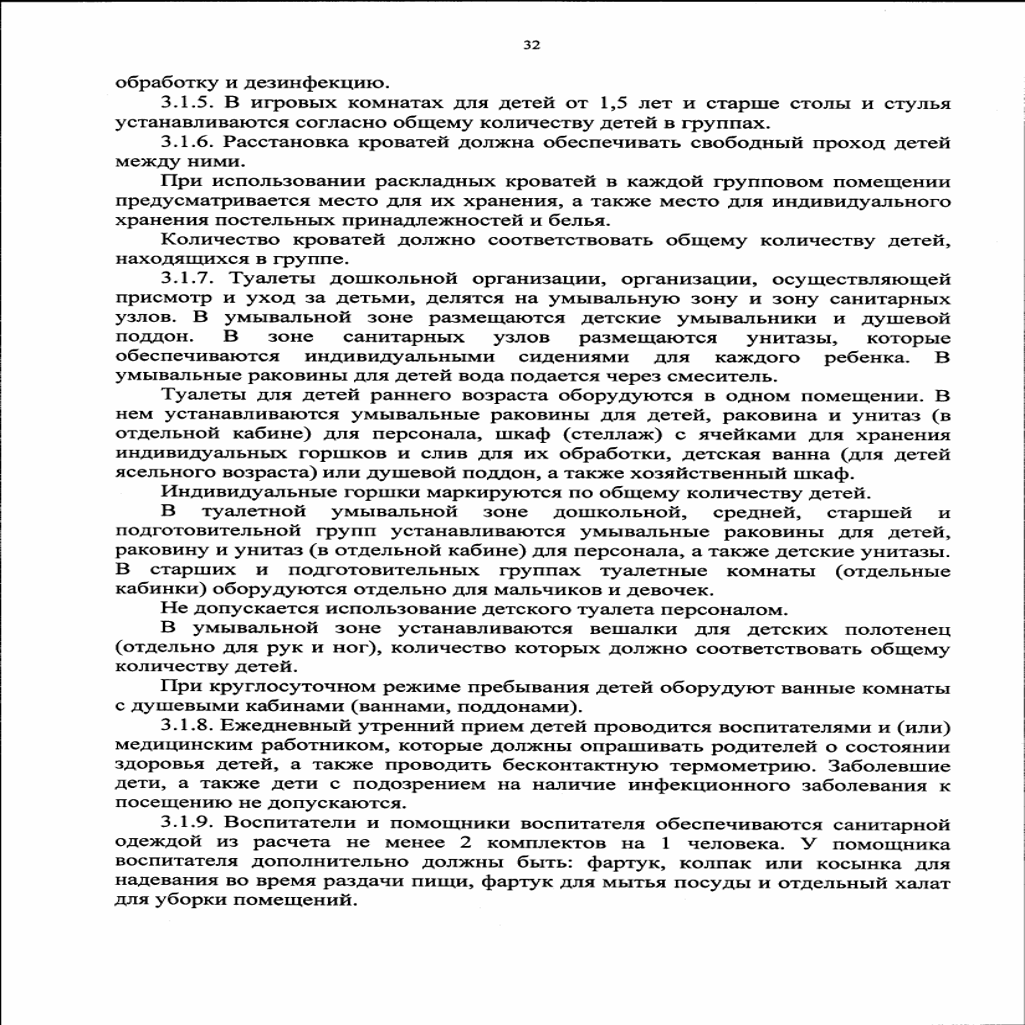 32
обработку и дезинфекцию.
3.1.5. В игровых комнатах для детей от 1,5 лет и старше столы и стулья
устанавливаются согласно общему количеству детей в группах.
3.1.6. Расстановка кроватей должна обеспечивать свободный проход детей
между ними.
При использовании раскладных кроватей в каждой групповом помещении
предусматривается место для их хранения, а также место для индивидуального
хранения постельных принадлежностей и белья.
Количество кроватей должно соответствовать общему количеству детей,
находящихся в группе.
3.1.7. Туалеты дошкольной организации, организации, осуществляющей
присмотр и уход за детьми, делятся на умывальную зону и зону санитарных
узлов. В умывальной зоне размещаются детские умывальники и душевой
поддон. В зоне санитарных узлов размещаются унитазы, которые
обеспечиваются индивидуальными сидениями для каждого ребенка. В
умывальные раковины для детей вода подается через смеситель.
Туалеты для детей раннего возраста оборудуются в одном помещении. В
нем устанавливаются умывальные раковины для детей, раковина и унитаз (в
отдельной кабине) для персонала, шкаф (стеллаж) с ячейками для хранения
индивидуальных горшков и слив для их обработки, детская ванна (для детей
ясельного возраста) или душевой поддон, а также хозяйственный шкаф.
Индивидуальные горшки маркируются по общему количеству детей.
В туалетной умывальной зоне дошкольной, средней, старшей и
подготовительной групп устанавливаются умывальные раковины для детей,
раковину и унитаз (в отдельной кабине) для персонала, а также детские унитазы.
В старших и подготовительных группах туалетные комнаты (отдельные
кабинки) оборудуются отдельно для мальчиков и девочек.
Не допускается использование детского туалета персоналом.
В умывальной зоне устанавливаются вешалки для детских полотенец
(отдельно для рук и ног), количество которых должно соответствовать общему
количеству детей.
При круглосуточном режиме пребывания детей оборудуют ванные комнаты
с душевыми кабинами (ваннами, поддонами).
3.1.8. Ежедневный утренний прием детей проводится воспитателями и (или)
медицинским работником, которые должны опрашивать родителей о состоянии
здоровья детей, а также проводить бесконтактную термометрию. Заболевшие
дети, а также дети с подозрением на наличие инфекционного заболевания к
посещению не допускаются.
3.1.9. Воспитатели и помощники воспитателя обеспечиваются санитарной
одеждой из расчета не менее 2 комплектов на 1 человека. У помощника
воспитателя дополнительно должны быть: фартук, колпак или косынка для
надевания во время раздачи пищи, фартук для мытья посуды и отдельный халат
для уборки помещений.